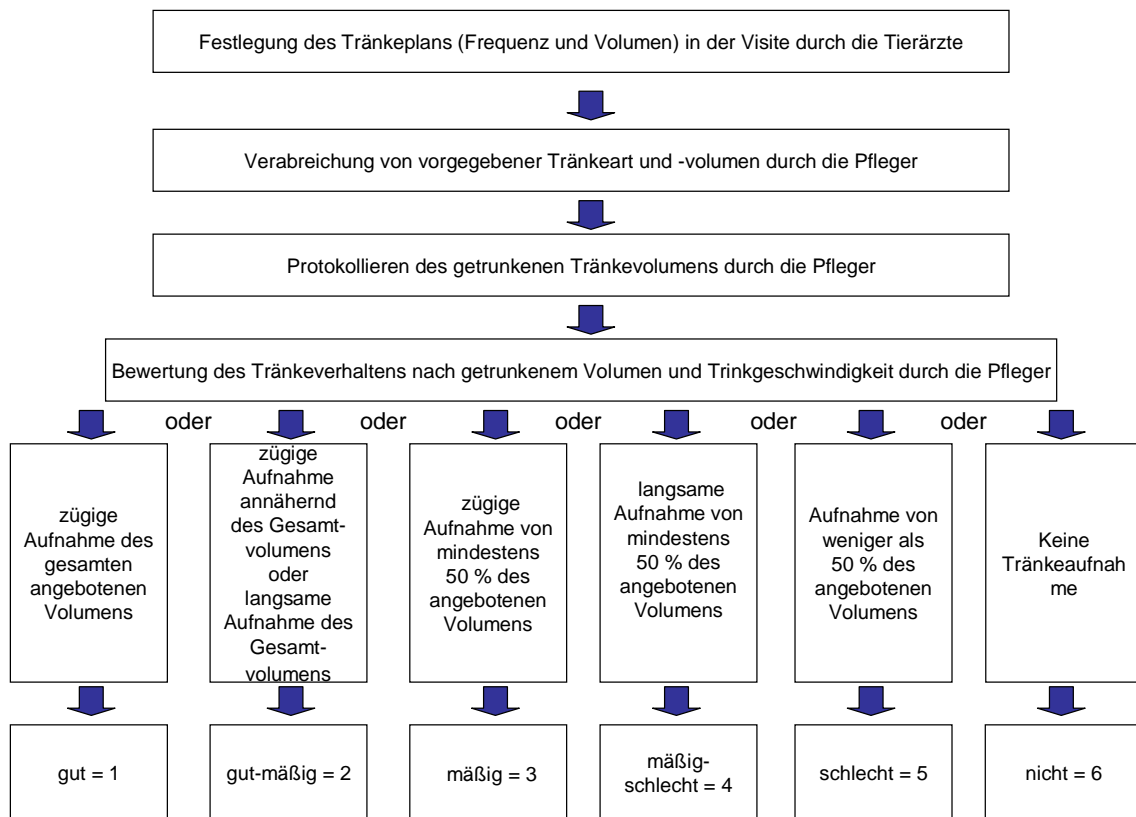 Festlegung des Tränkeplans (Frequenz und Volumen) in der Visite durch die Tierärzte
Verabreichung von vorgegebener Tränkeart und -volumen durch die Pfleger
Protokollieren des getrunkenen Tränkevolumens durch die Pfleger
Bewertung des Tränkeverhaltens nach getrunkenem Volumen und Trinkgeschwindigkeit durch die Pfleger
oder
oder
oder
oder
oder
zügige
Aufnahme des
gesamten
angebotenen
Volumens
zügige
Aufnahme
annähernd
des Gesamt-
volumens
oder
langsame
Aufnahme des
Gesamt-
volumens
zügige
Aufnahme von
mindestens
50 % des
angebotenen
Volumens
langsame
Aufnahme von
mindestens
50 % des
angebotenen
Volumens
Aufnahme von
weniger als
50 % des
angebotenen
Volumens
Keine
Tränkeaufnah
me
gut = 1
gut-mäßig = 2
mäßig = 3
mäßig-
schlecht = 4
schlecht = 5
nicht = 6